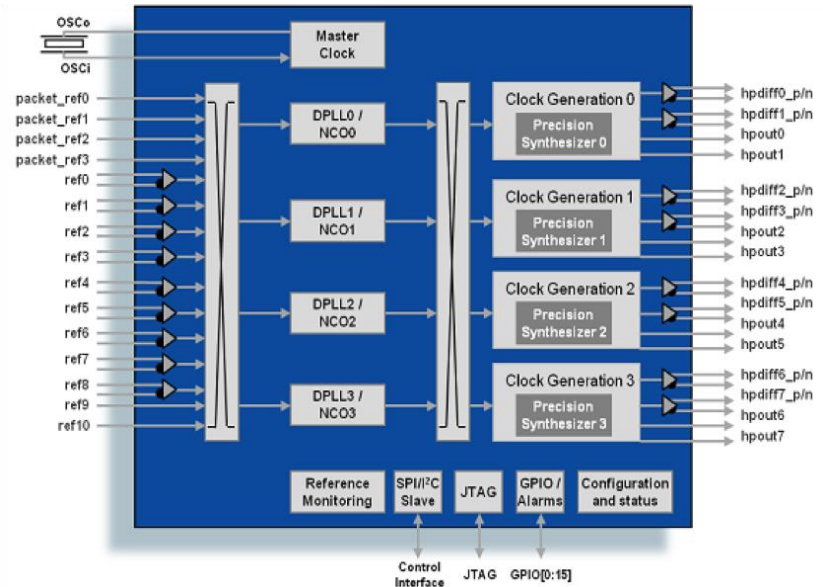 OSCo
OSCi
Master
Clock
packet_ref0
packet_ref1
packet_ref2
packet_ref3
ref0
ref1
ref2
ref3
ref4
ref5
ref6
ref7
ref8
ref9
ref10
DPLL0 /
NCO0
DPLL1 /
NCO1
DPLL2 /
NCO2
DPLL3 /
NCO3
Clock Generation 0
Precision
Synthesizer 0
Clock Generation 1
Precision
Synthesizer 1
Clock Generation 2
Precision
Synthesizer 2
Clock Generation 3
Precision
Synthesizer 3
hpdiff0_p/n
hpdiff1_p/n
hpout0
hpout1
hpdiff2_p/n
hpdiff3_p/n
hpout2
hpout3
hpdiff4_p/n
hpdiff5_p/n
hpout4
hpout5
hpdiff6_p/n
hpdiff7_p/n
hpout6
hpout7
Reference
Monitoring
SPI/I²C
Slave
JTAG
GPIO /
Alarms
Configuration
and status
Control
Interface
JTAG
GPIO[0:15]